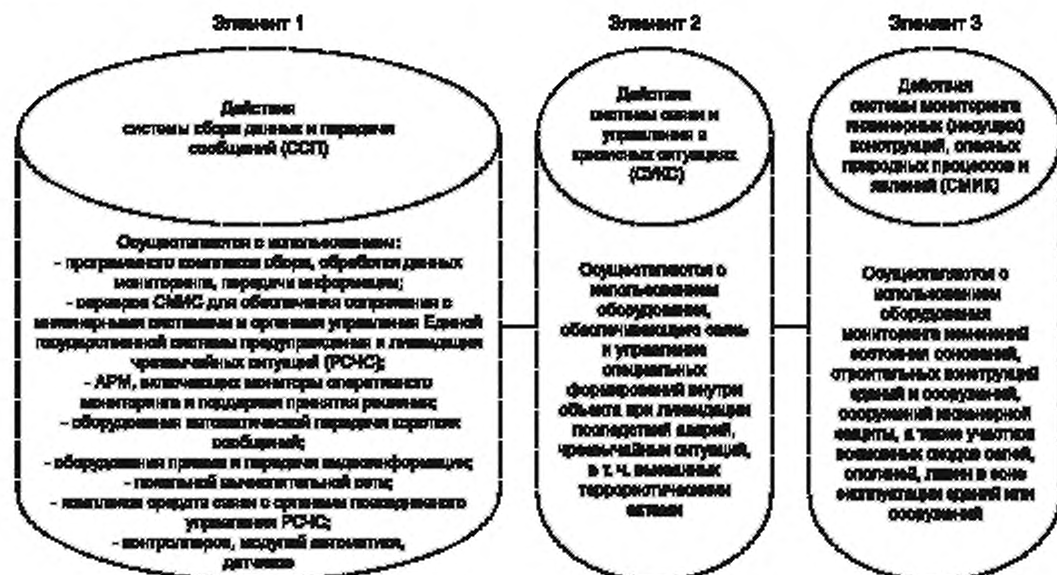 Элемент 1
Действия
системы сбора данных и передачи
сообщений (ССП)
Осуществляются с использованием:
- программного комплекса сбора, обработки данных
мониторинга, передачи информации;
- серверов СМИС для обеспечения сопряжения с
инженерными системами и органами управления Единой
государственной системы предупреждения и ликвидации
чрезвычайных ситуаций (РСЧС);
- АРМ, включающих мониторы оперативного
мониторинга и поддержки принятия решения;
- оборудования автоматической передачи коротких
сообщений;
- оборудования приема и передачи видеоинформации;
- локальной вычислительной сети;
- комплекса средств связи с органами повседневного
управления РСЧС;
- контроллеров, модулей автоматики,
датчиков
Элемент 2
Действия
системы связи и
управления в
кризисных ситуациях
(СУКС)
Осуществляются с
использованием
оборудования,
обеспечивающего связь
и управление
специальных
формирований внутри
объекта при ликвидации
последствий аварий,
чрезвычайных ситуаций,
в т. ч. вызванных
террористическими
актами
Элемент 3
Действия
системы мониторинга
инженерных (несущих)
конструкций, опасных
природных процессов и
явлений (СМИК)
Осуществляются с
использованием
оборудования
мониторинга изменений
состояния оснований,
строительных конструкций
зданий и сооружений,
сооружений инженерной
защиты, а также участков
возможных сходов селей,
оползней, лавин в зоне
эксплуатации зданий или
сооружений